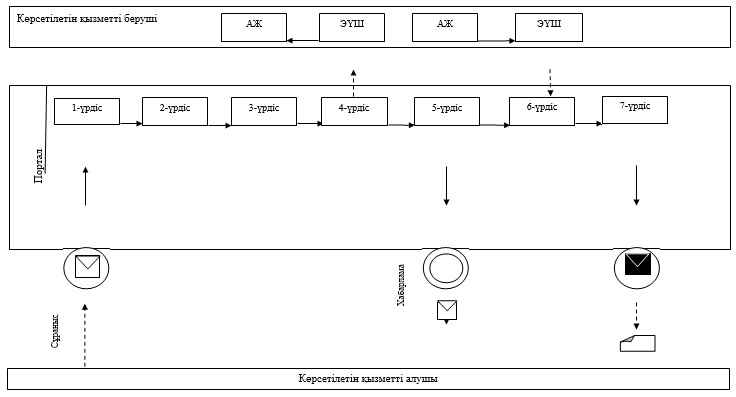 Көрсетілетін қызметті беруші
АЖ
ЭҮШ
АЖ
ЭҮШ
1-үрдіс
2-үрдіс
3-үрдіс
4-үрдіс
5-үрдіс
6-үрдіс
7-үрдіс
Портал
Сұраныс
Хабарлама
Көрсетілетін қызметті алушы